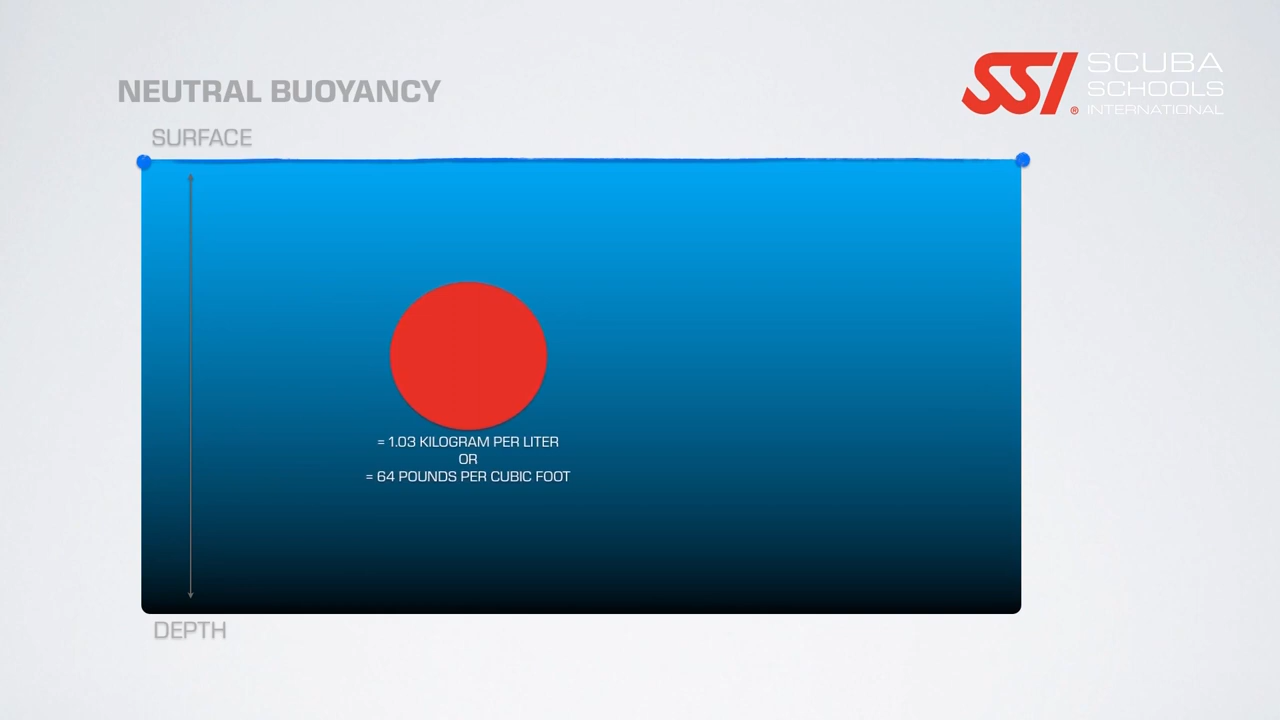 NEUTRAL BUOYANCY
SSI® SCUBA
SCHOOLS
INTERNATIONAL
SURFACE
= 1.03 KILOGRAM PER LITER
OR
= 64 POUNDS PER CUBIC FOOT
DEPTH